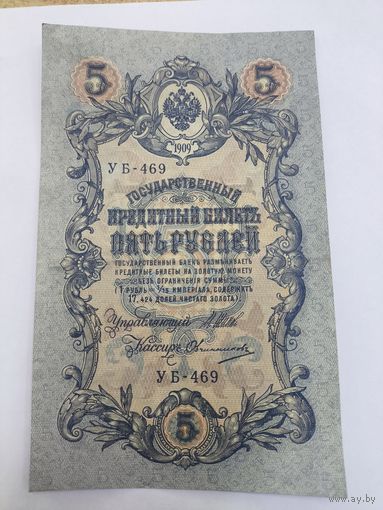 5 5
1909
УБ-469
ГОСУДАРСТВЕННЫЙ
КРЕДИТНЫЙ БИЛЕТЪ
ПЯТЬ РУБЛЕЙ
ГОСУДАРСТВЕННЫЙ БАНКЪ РАЗМѢНИВАЕТЪ
КРЕДИТНЫЕ БИЛЕТЫ НА ЗОЛОТУЮ МОНЕТУ
БЕЗЪ ОГРАНИЧЕНІЯ СУММЫ
(1 РУБЛЬ = 1/15 ИМПЕРІАЛА, СОДЕРЖИТЪ
17,424 ДОЛЕЙ ЧИСТАГО ЗОЛОТА)
Управляющій
Кассиръ Овчинниковъ
УБ-469
5
www.ay.by